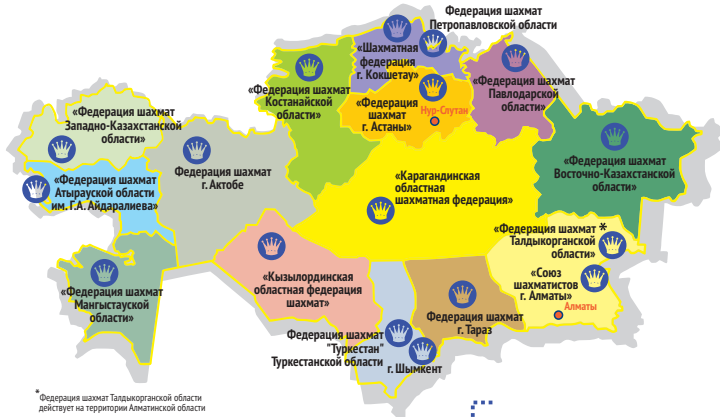 Федерация шахмат
Петропавловской области
«Шахматная
федерация
г. Кокшетау»
«Федерация шахмат
Павлодарской
области»
«Федерация шахмат
Костанайской
области»
«Федерация
шахмат
г. Астаны»
Нур-Слутан
«Федерация шахмат
Западно-Казахстанской
области»
Федерация шахмат
г. Актобе
«Федерация шахмат
Восточно-Казахстанской
области»
«Федерация шахмат
Атырауской области
им. Г.А. Айдаралиева»
«Карагандинская
областная
шахматная федерация»
«Федерация шахмат *
Талдыкорганской
области»
«Союз
шахматистов
г. Алматы»
Алматы
«Кызылординская
областная федерация
шахмат»
«Федерация шахмат
Мангыстауской
области»
Федерация шахмат
г. Тараз
Федерация шахмат
"Туркестан"
Туркестанской области
г. Шымкент
*Федерация шахмат Талдыкорганской области
действует на территории Алматинской области